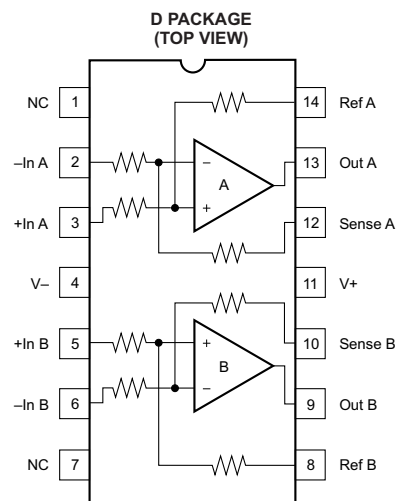 D PACKAGE
(TOP VIEW)
NC 1 14 Ref A
–In A 2 – 13 Out A
A
+In A 3 + 12 Sense A
V– 4 11 V+
+In B 5 + 10 Sense B
B
–In B 6 – 9 Out B
NC 7 8 Ref B